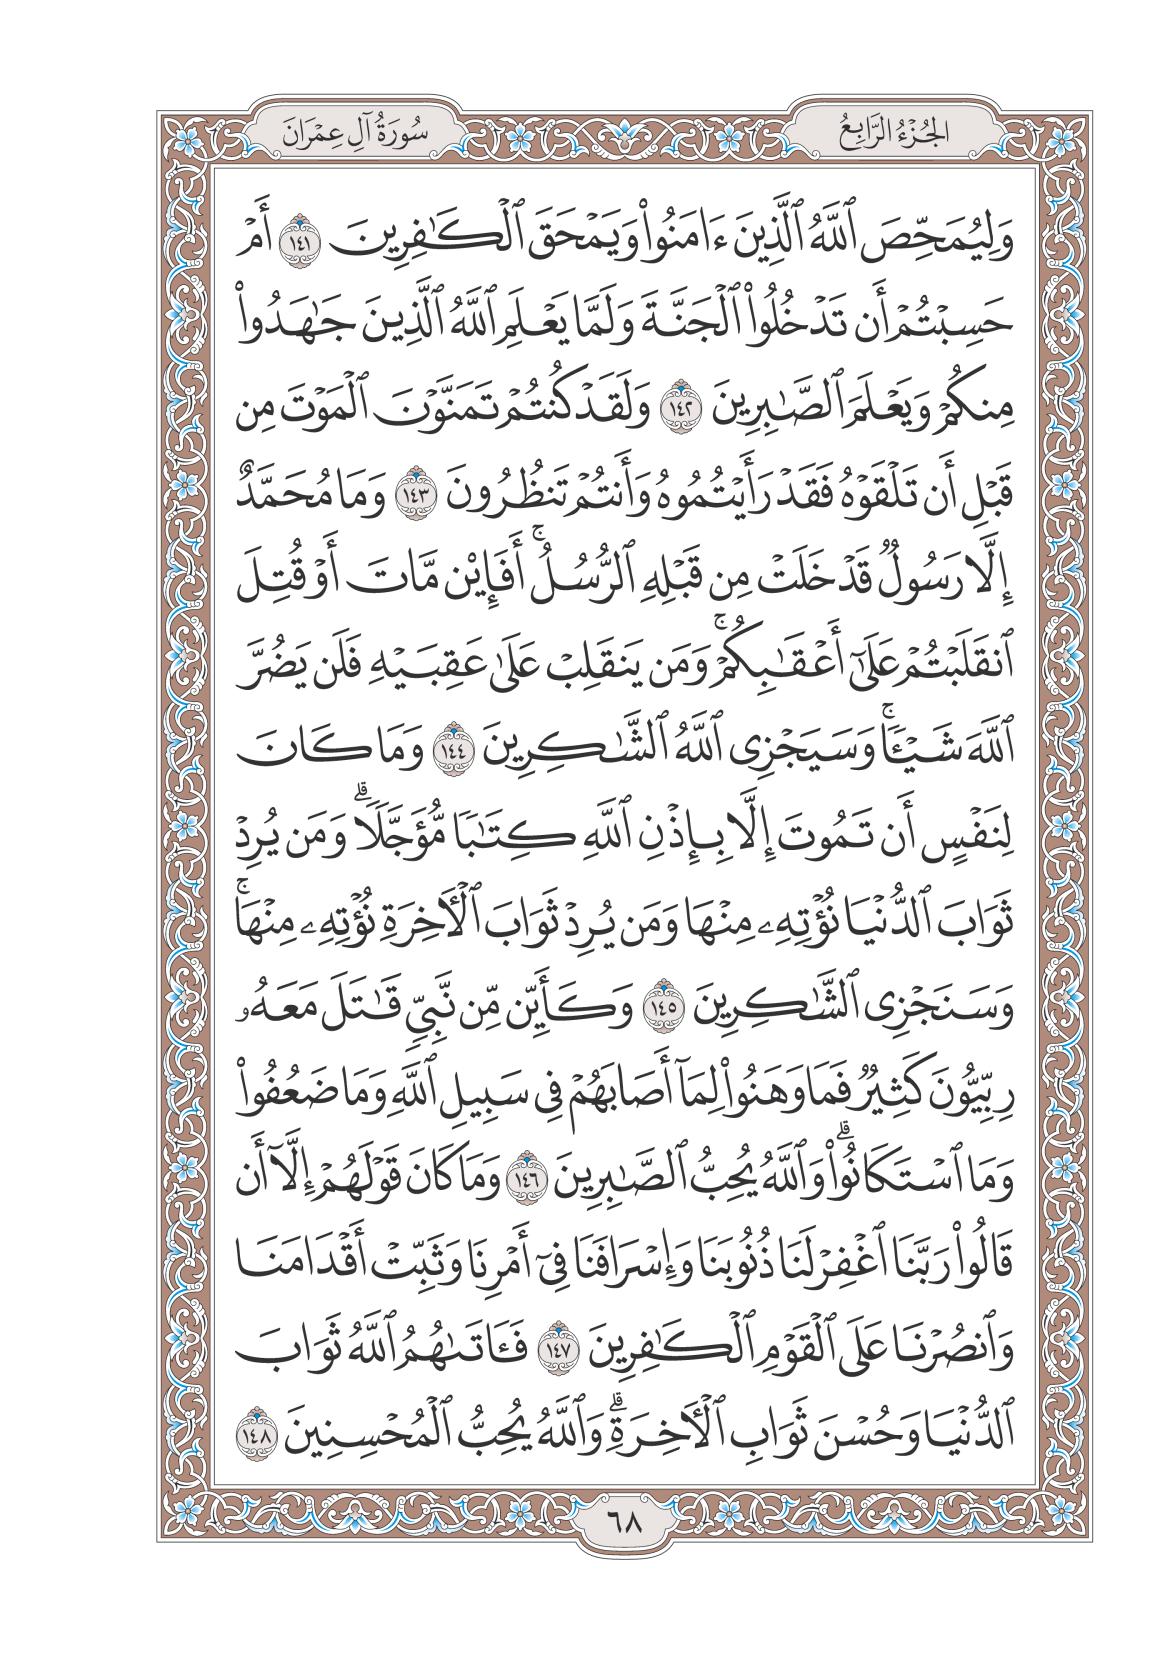 الجُزْءُ الرَّابِعُ
سُورَةُ آلِ عِمْرَانَ
وَلِيُمَحِّصَ ٱللَّهُ ٱلَّذِينَ ءَامَنُوا۟ وَيَمْحَقَ ٱلْكَـٰفِرِينَ ١٤١ أَمْ
حَسِبْتُمْ أَن تَدْخُلُوا۟ ٱلْجَنَّةَ وَلَمَّا يَعْلَمِ ٱللَّهُ ٱلَّذِينَ جَـٰهَدُوا۟
مِنكُمْ وَيَعْلَمَ ٱلصَّـٰبِرِينَ ١٤٢ وَلَقَدْ كُنتُمْ تَمَنَّوْنَ ٱلْمَوْتَ مِن
قَبْلِ أَن تَلْقَوْهُ فَقَدْ رَأَيْتُمُوهُ وَأَنتُمْ تَنظُرُونَ ١٤٣ وَمَا مُحَمَّدٌ
إِلَّا رَسُولٌ قَدْ خَلَتْ مِن قَبْلِهِ ٱلرُّسُلُ ۚ أَفَإِي۟ن مَّاتَ أَوْ قُتِلَ
ٱنقَلَبْتُمْ عَلَىٰٓ أَعْقَـٰبِكُمْ ۚ وَمَن يَنقَلِبْ عَلَىٰ عَقِبَيْهِ فَلَن يَضُرَّ
ٱللَّهَ شَيْـًٔا ۚ وَسَيَجْزِى ٱللَّهُ ٱلشَّـٰكِرِينَ ١٤٤ وَمَا كَانَ
لِنَفْسٍ أَن تَمُوتَ إِلَّا بِإِذْنِ ٱللَّهِ كِتَـٰبًا مُّؤَجَّلًا ۗ وَمَن يُرِدْ
ثَوَابَ ٱلدُّنْيَا نُؤْتِهِۦ مِنْهَا وَمَن يُرِدْ ثَوَابَ ٱلْـَٔاخِرَةِ نُؤْتِهِۦ مِنْهَا ۚ
وَسَنَجْزِى ٱلشَّـٰكِرِينَ ١٤٥ وَكَأَيِّن مِّن نَّبِىٍّ قَـٰتَلَ مَعَهُۥ
رِبِّيُّونَ كَثِيرٌ فَمَا وَهَنُوا۟ لِمَآ أَصَابَهُمْ فِى سَبِيلِ ٱللَّهِ وَمَا ضَعُفُوا۟
وَمَا ٱسْتَكَانُوا۟ ۗ وَٱللَّهُ يُحِبُّ ٱلصَّـٰبِرِينَ ١٤٦ وَمَا كَانَ قَوْلَهُمْ إِلَّآ أَن
قَالُوا۟ رَبَّنَا ٱغْفِرْ لَنَا ذُنُوبَنَا وَإِسْرَافَنَا فِىٓ أَمْرِنَا وَثَبِّتْ أَقْدَامَنَا
وَٱنصُرْنَا عَلَى ٱلْقَوْمِ ٱلْكَـٰفِرِينَ ١٤٧ فَـَٔاتَىٰهُمُ ٱللَّهُ ثَوَابَ
ٱلدُّنْيَا وَحُسْنَ ثَوَابِ ٱلْـَٔاخِرَةِ ۗ وَٱللَّهُ يُحِبُّ ٱلْمُحْسِنِينَ ١٤٨
٦٨